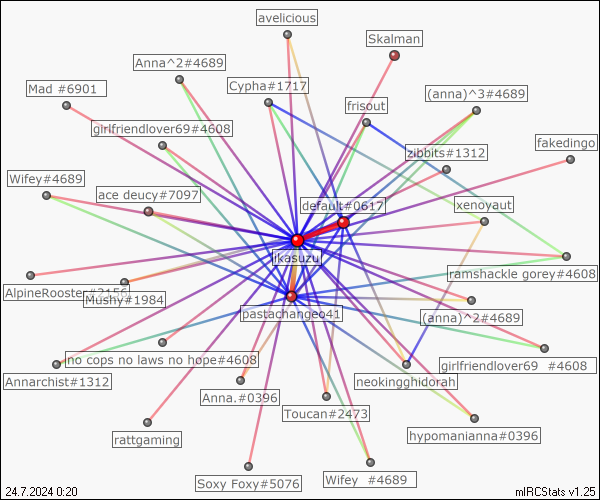 avelicious
Skalman
Anna^2#4689
Mad #6901
Cypha#1717
(anna)^3#4689
frisout
girlfriendlover69#4608
fakedingo
zibbits#1312
Wifey#4689
ace deucy#7097
default#0617
xenoyaut
likasuzu
ramshackle gorey#4608
AlpineRooster#3156
Mushy#1984
pastachangeo41
(anna)^2#4689
no cops no laws no hope#4608
girlfriendlover69 #4608
Annarchist#1312
neokingghidorah
Anna.#0396
Toucan#2473
hypomanianna#0396
rattgaming
Soxy Foxy#5076
Wifey #4689
24.7.2024 0:20
mIRCStats v1.25